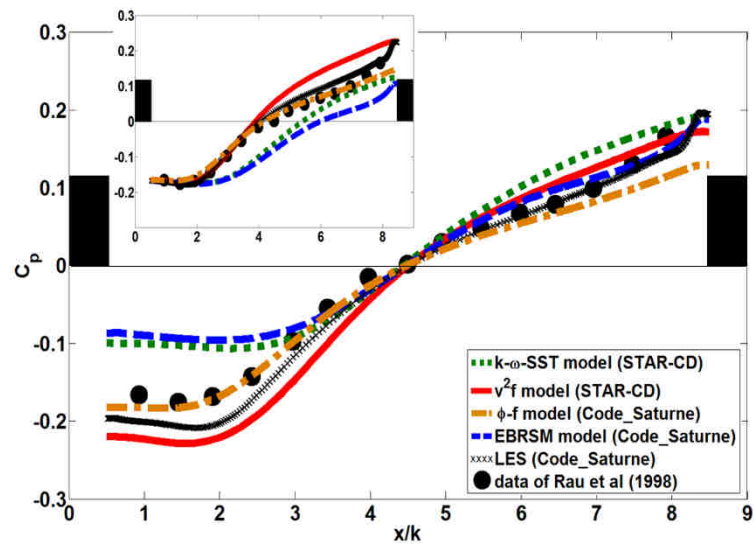 0.3
0.2
0.1
0
-0.1
-0.2
-0.3
C_p
0 1 2 3 4 5 6 7 8 9
x/k
0.3
0.2
0.1
0
-0.1
-0.2
0 2 4 6 8
k-ω-SST model (STAR-CD)
v²f model (STAR-CD)
ϕ-f model (Code_Saturne)
EBRSM model (Code_Saturne)
LES (Code_Saturne)
data of Rau et al (1998)